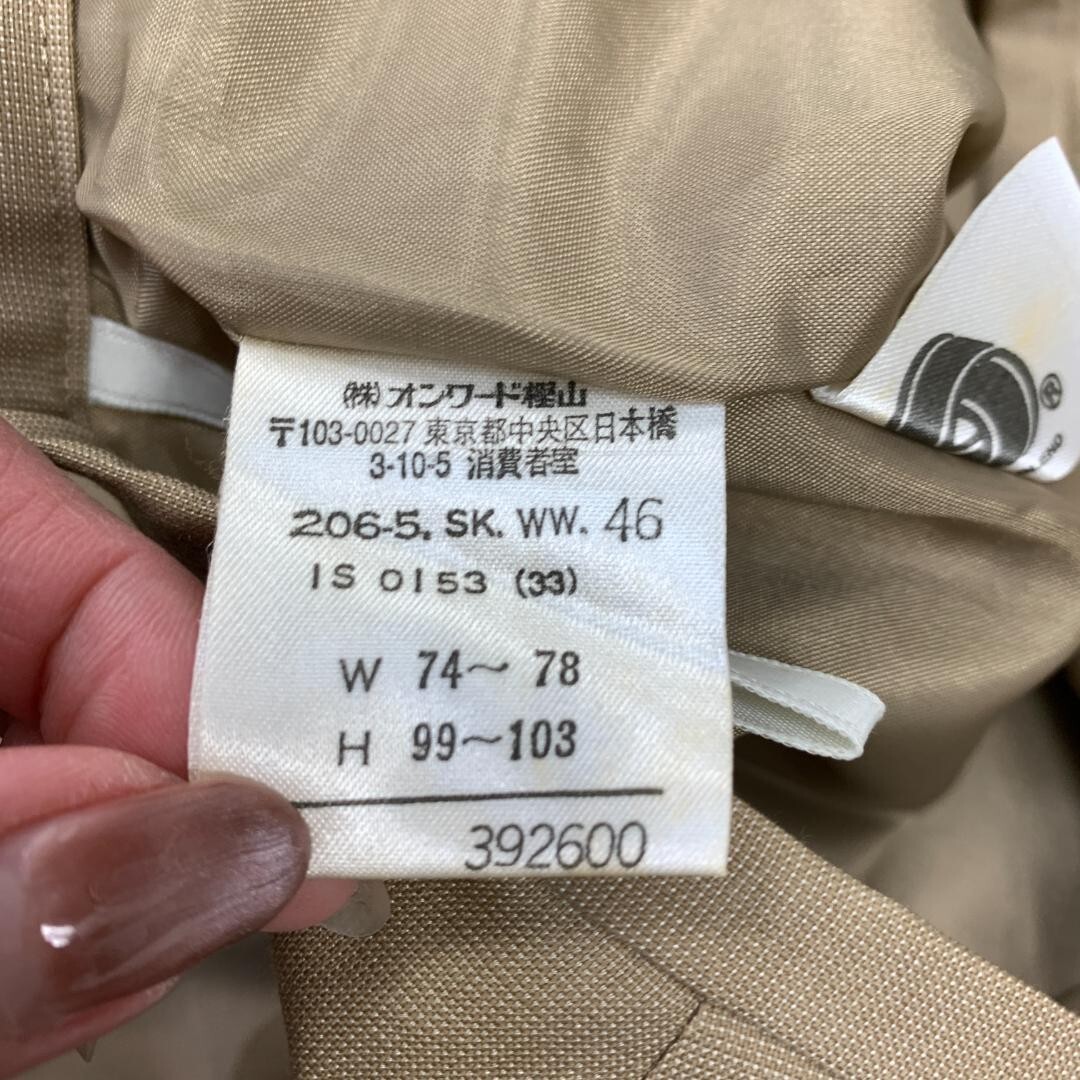 (株)オンワード樫山
〒103-0027 東京都中央区日本橋
3-10-5 消費者室
206-5. SK. WW. 46
IS 0153 (33)
W 74〜 78
H 99〜103
392600
®